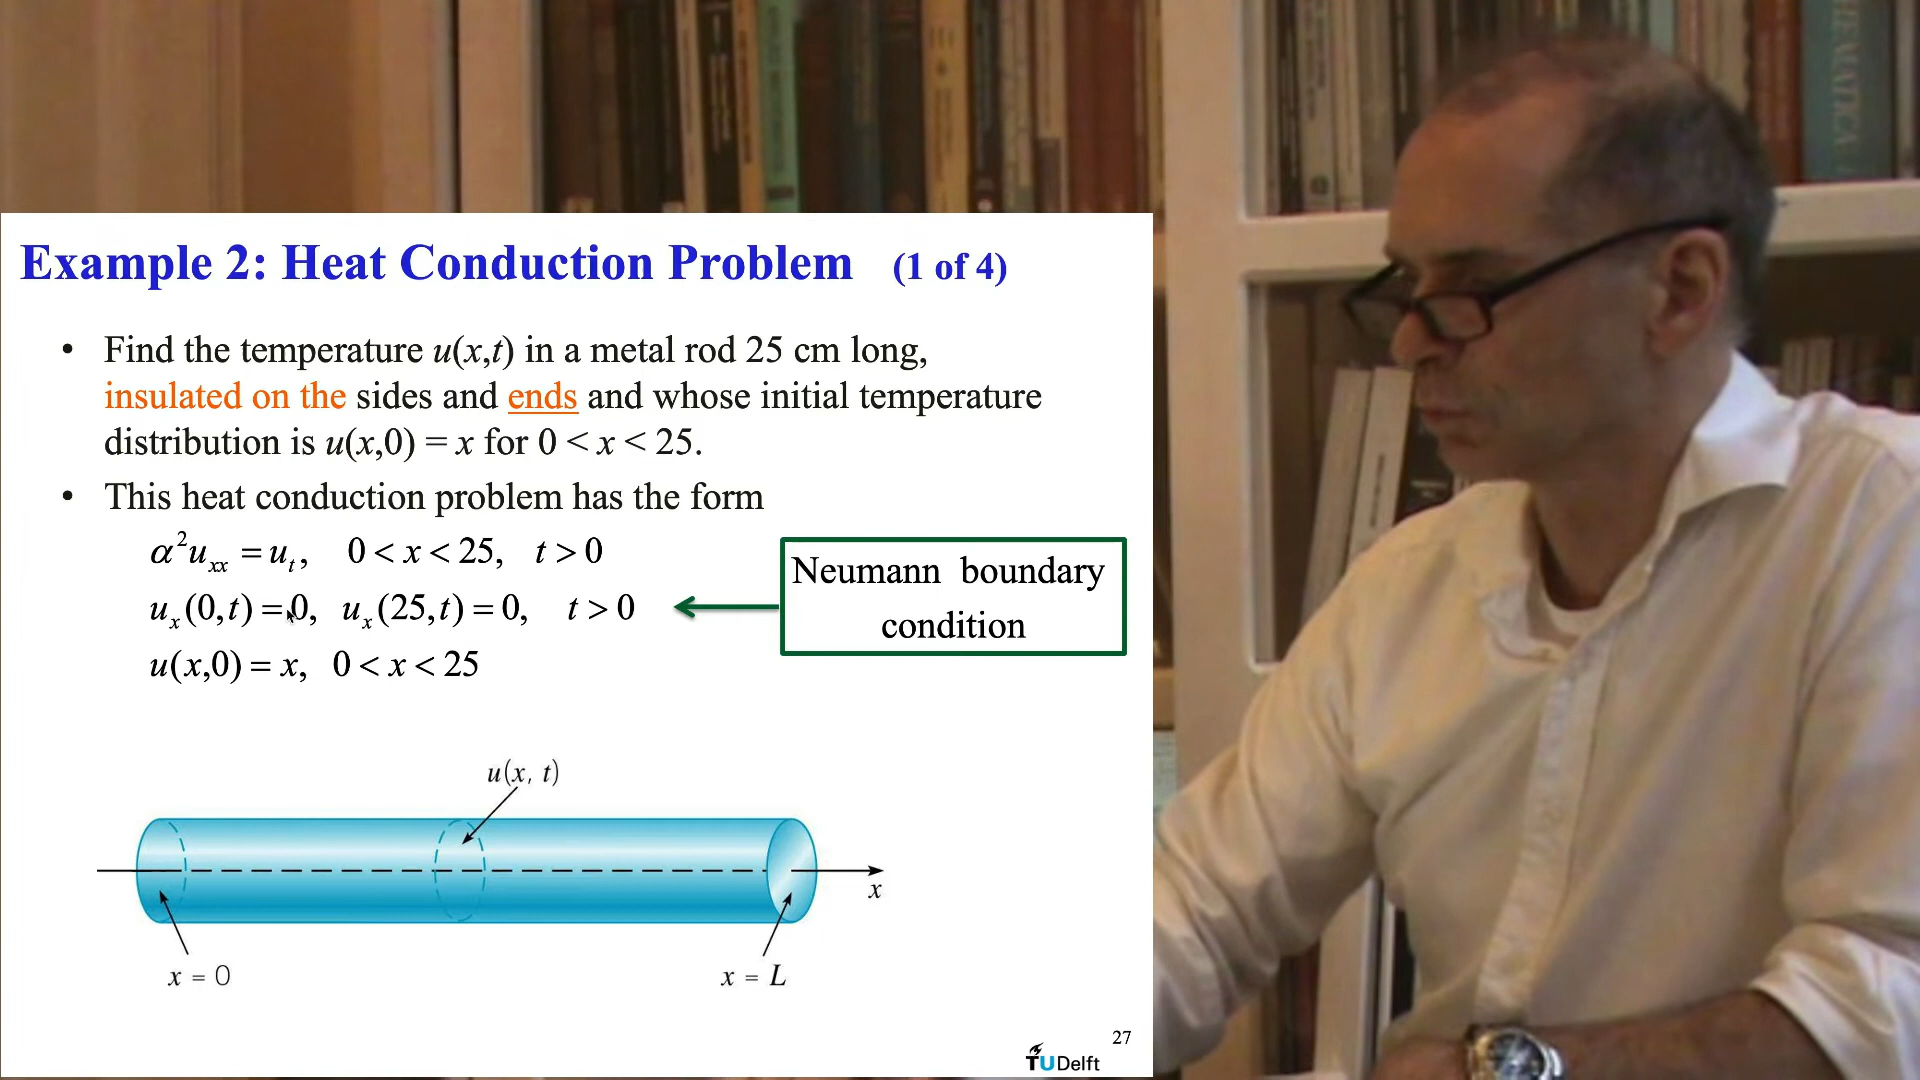 HEMATICA
Example 2: Heat Conduction Problem (1 of 4)
• Find the temperature u(x,t) in a metal rod 25 cm long,
insulated on the sides and ends and whose initial temperature
distribution is u(x,0) = x for 0 < x < 25.
• This heat conduction problem has the form
α²uₓₓ = uₜ, 0 < x < 25, t > 0
uₓ(0,t) = 0, uₓ(25,t) = 0, t > 0
u(x,0) = x, 0 < x < 25
Neumann boundary
condition
u(x, t)
x
x = 0
x = L
27
TUDelft